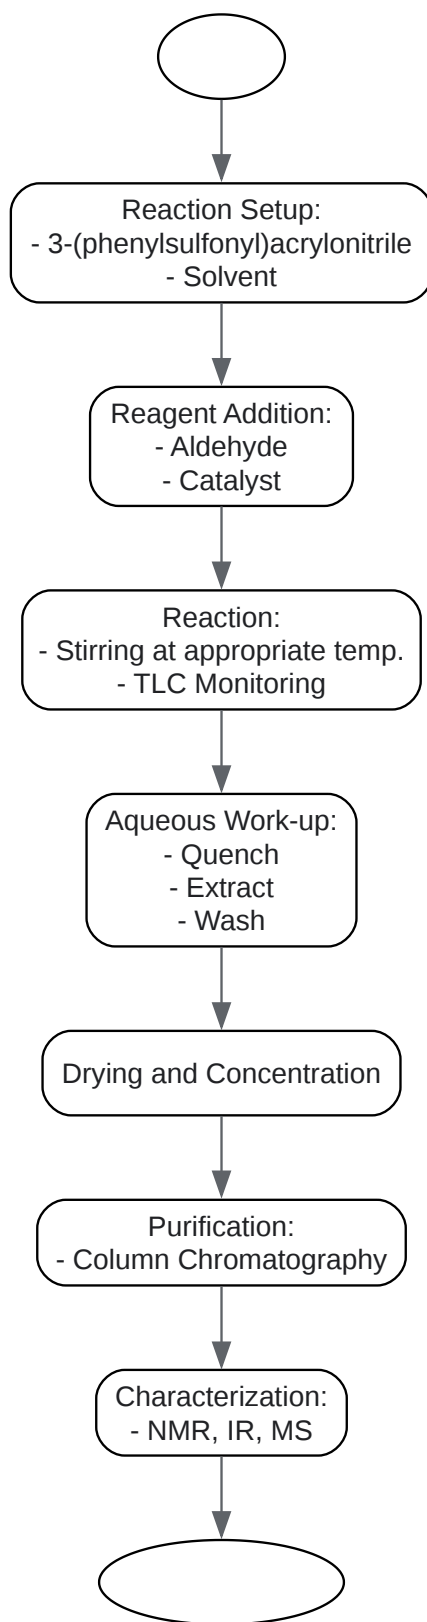 Reaction Setup:
- 3-(phenylsulfonyl)acrylonitrile
- Solvent
Reagent Addition:
- Aldehyde
- Catalyst
Reaction:
- Stirring at appropriate temp.
- TLC Monitoring
Aqueous Work-up:
- Quench
- Extract
- Wash
Drying and Concentration
Purification:
- Column Chromatography
Characterization:
- NMR, IR, MS